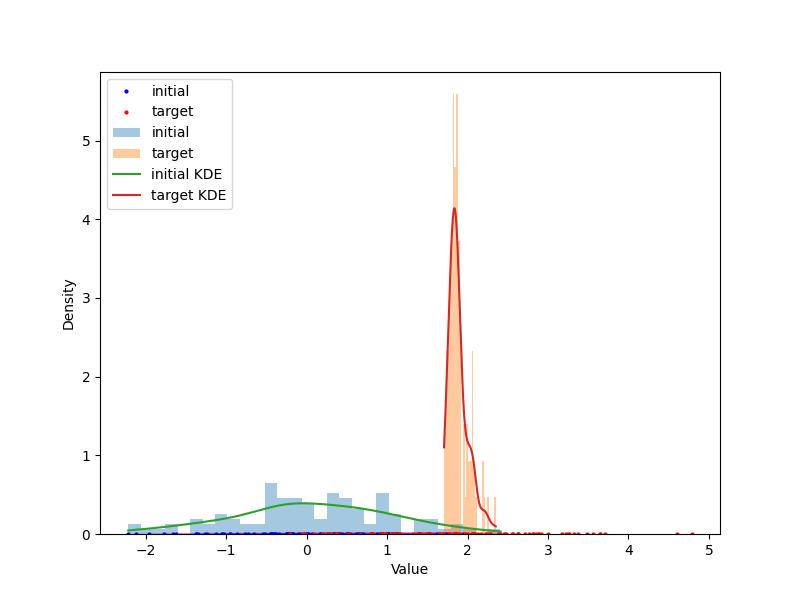 initial
target
initial
target
initial KDE
target KDE
Density
5
4
3
2
1
0
−2
−1
0
1
2
3
4
5
Value